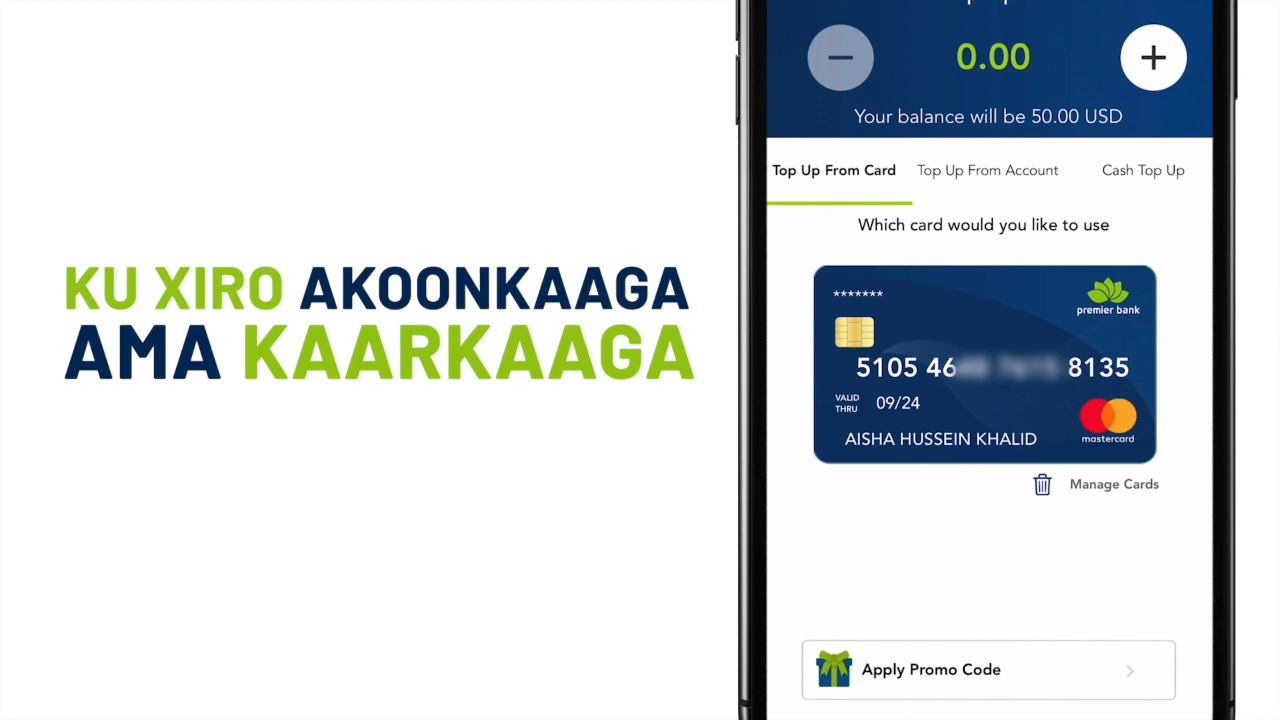 0.00
Your balance will be 50.00 USD
Top Up From Card Top Up From Account Cash Top Up
Which card would you like to use
KU XIRO AKOONKAAGA
AMA KAARKAAGA
*******
premier bank
5105 46 8135
VALID
THRU 09/24
AISHA HUSSEIN KHALID
mastercard
Manage Cards
Apply Promo Code